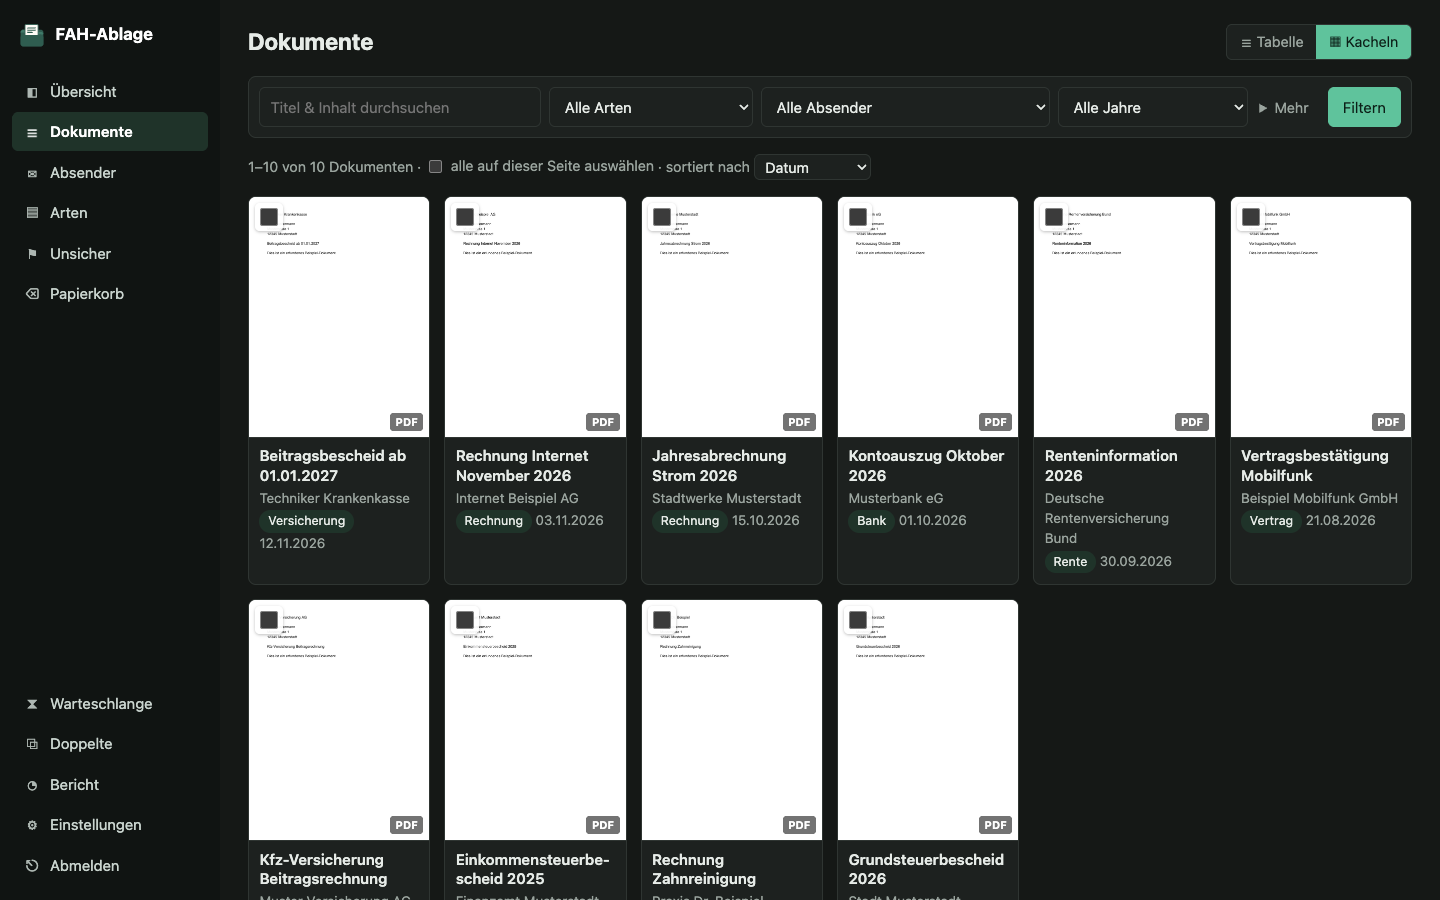 FAH-Ablage
Übersicht
Dokumente
Absender
Arten
Unsicher
Papierkorb
Warteschlange
Doppelte
Bericht
Einstellungen
Abmelden
Dokumente
Tabelle
Kacheln
Titel & Inhalt durchsuchen
Alle Arten
Alle Absender
Alle Jahre
Mehr
Filtern
1–10 von 10 Dokumenten · alle auf dieser Seite auswählen · sortiert nach Datum
PDF
Beitragsbescheid ab
01.01.2027
Techniker Krankenkasse
Versicherung
12.11.2026
PDF
Rechnung Internet
November 2026
Internet Beispiel AG
Rechnung 03.11.2026
PDF
Jahresabrechnung
Strom 2026
Stadtwerke Musterstadt
Rechnung 15.10.2026
PDF
Kontoauszug Oktober
2026
Musterbank eG
Bank 01.10.2026
PDF
Renteninformation
2026
Deutsche
Rentenversicherung
Bund
Rente 30.09.2026
PDF
Vertragsbestätigung
Mobilfunk
Beispiel Mobilfunk GmbH
Vertrag 21.08.2026
PDF
Kfz-Versicherung
Beitragsrechnung
PDF
Einkommensteuerbe-
scheid 2025
PDF
Rechnung
Zahnreinigung
PDF
Grundsteuerbescheid
2026